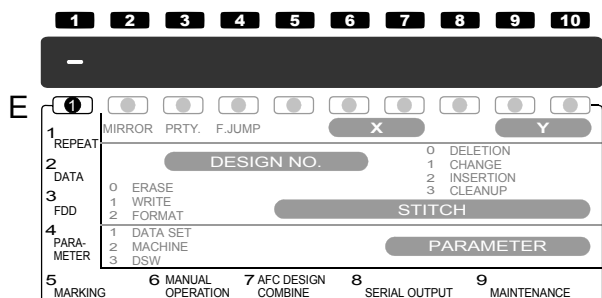 1 2 3 4 5 6 7 8 9 10
–
E 1
1 REPEAT MIRROR PRTY. F.JUMP X Y
2 DATA DESIGN NO. 0 DELETION
1 CHANGE
2 INSERTION
3 CLEANUP
3 FDD 0 ERASE
1 WRITE
2 FORMAT
STITCH
4 PARA-
METER 1 DATA SET
2 MACHINE
3 DSW
PARAMETER
5 MARKING
6 MANUAL
OPERATION
7 AFC DESIGN
COMBINE
8 SERIAL OUTPUT
9 MAINTENANCE